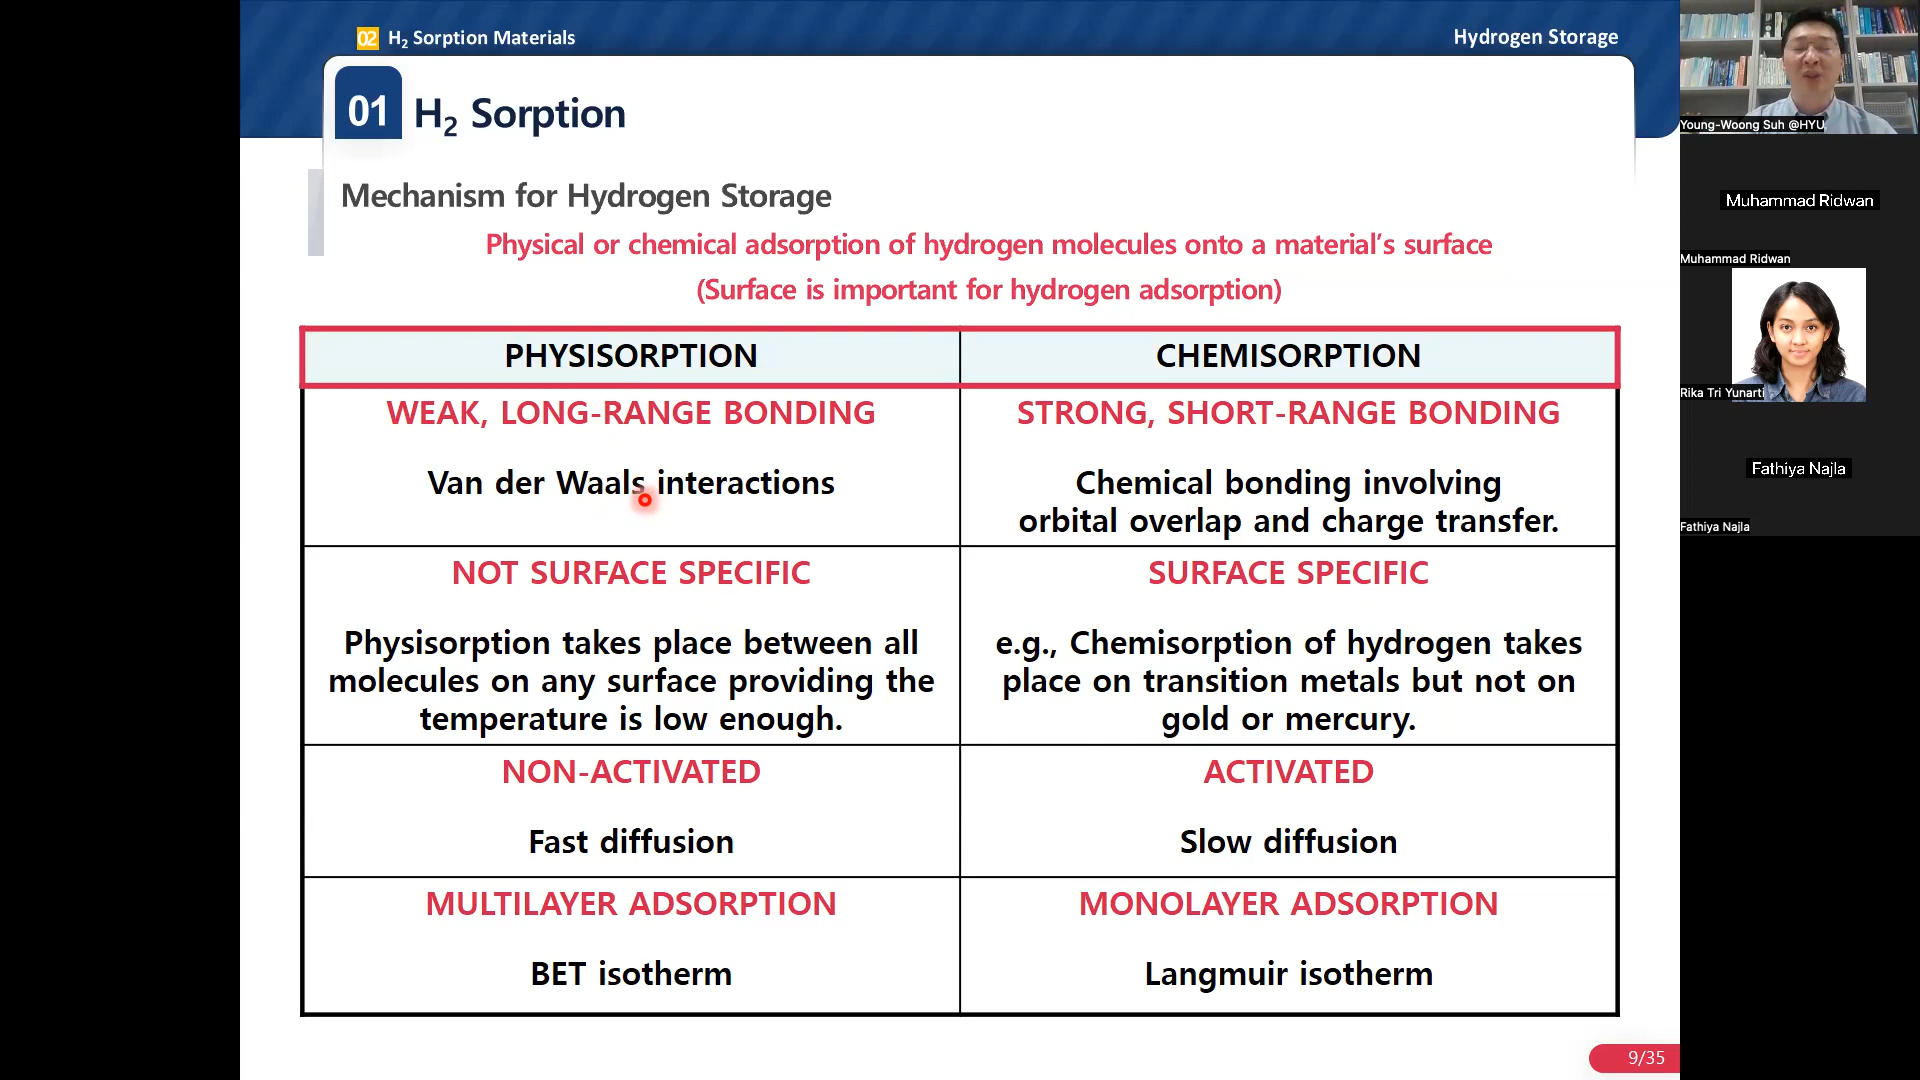 02 H2 Sorption Materials
Hydrogen Storage
01 H2 Sorption
Mechanism for Hydrogen Storage
Physical or chemical adsorption of hydrogen molecules onto a material's surface
(Surface is important for hydrogen adsorption)
PHYSISORPTION
CHEMISORPTION
WEAK, LONG-RANGE BONDING
Van der Waals interactions
STRONG, SHORT-RANGE BONDING
Chemical bonding involving
orbital overlap and charge transfer.
NOT SURFACE SPECIFIC
Physisorption takes place between all
molecules on any surface providing the
temperature is low enough.
SURFACE SPECIFIC
e.g., Chemisorption of hydrogen takes
place on transition metals but not on
gold or mercury.
NON-ACTIVATED
Fast diffusion
ACTIVATED
Slow diffusion
MULTILAYER ADSORPTION
BET isotherm
MONOLAYER ADSORPTION
Langmuir isotherm
9/35
Young-Woong Suh @HYU
Muhammad Ridwan
Muhammad Ridwan
Rika Tri Yunarti
Fathiya Najla
Fathiya Najla